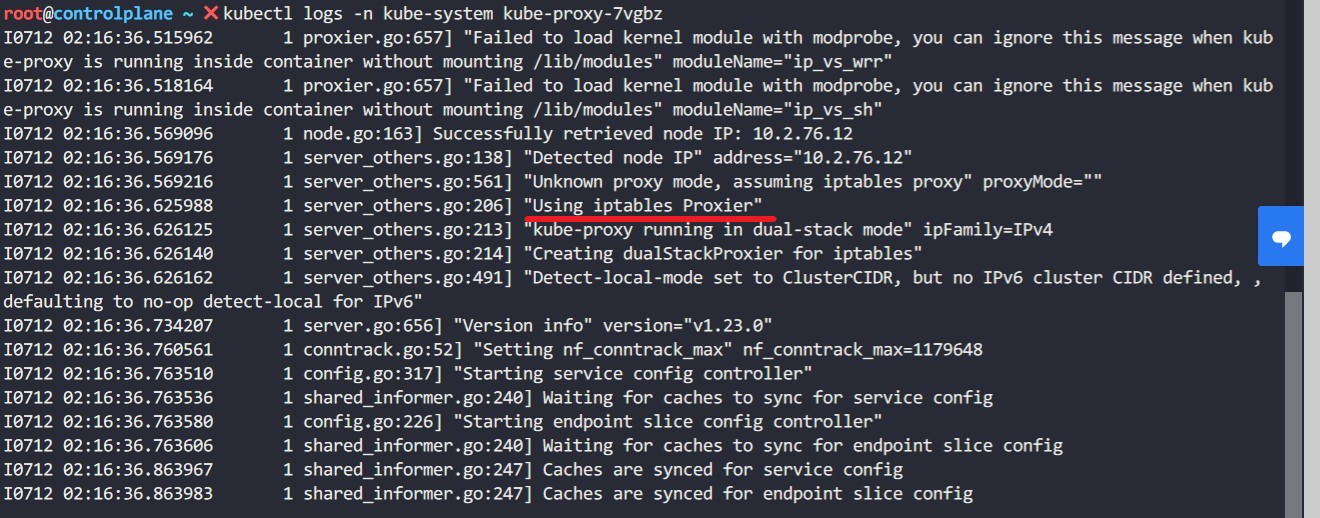 root@controlplane ~ ✕ kubectl logs -n kube-system kube-proxy-7vgbz
I0712 02:16:36.515962       1 proxier.go:657] "Failed to load kernel module with modprobe, you can ignore this message when kub
e-proxy is running inside container without mounting /lib/modules" moduleName="ip_vs_wrr"
I0712 02:16:36.518164       1 proxier.go:657] "Failed to load kernel module with modprobe, you can ignore this message when kub
e-proxy is running inside container without mounting /lib/modules" moduleName="ip_vs_sh"
I0712 02:16:36.569096       1 node.go:163] Successfully retrieved node IP: 10.2.76.12
I0712 02:16:36.569176       1 server_others.go:138] "Detected node IP" address="10.2.76.12"
I0712 02:16:36.569216       1 server_others.go:561] "Unknown proxy mode, assuming iptables proxy" proxyMode=""
I0712 02:16:36.625988       1 server_others.go:206] "Using iptables Proxier"
I0712 02:16:36.626125       1 server_others.go:213] "kube-proxy running in dual-stack mode" ipFamily=IPv4
I0712 02:16:36.626140       1 server_others.go:214] "Creating dualStackProxier for iptables"
I0712 02:16:36.626162       1 server_others.go:491] "Detect-local-mode set to ClusterCIDR, but no IPv6 cluster CIDR defined, ,
defaulting to no-op detect-local for IPv6"
I0712 02:16:36.734207       1 server.go:656] "Version info" version="v1.23.0"
I0712 02:16:36.760561       1 conntrack.go:52] "Setting nf_conntrack_max" nf_conntrack_max=1179648
I0712 02:16:36.763510       1 config.go:317] "Starting service config controller"
I0712 02:16:36.763536       1 shared_informer.go:240] Waiting for caches to sync for service config
I0712 02:16:36.763580       1 config.go:226] "Starting endpoint slice config controller"
I0712 02:16:36.763606       1 shared_informer.go:240] Waiting for caches to sync for endpoint slice config
I0712 02:16:36.863967       1 shared_informer.go:247] Caches are synced for service config
I0712 02:16:36.863983       1 shared_informer.go:247] Caches are synced for endpoint slice config